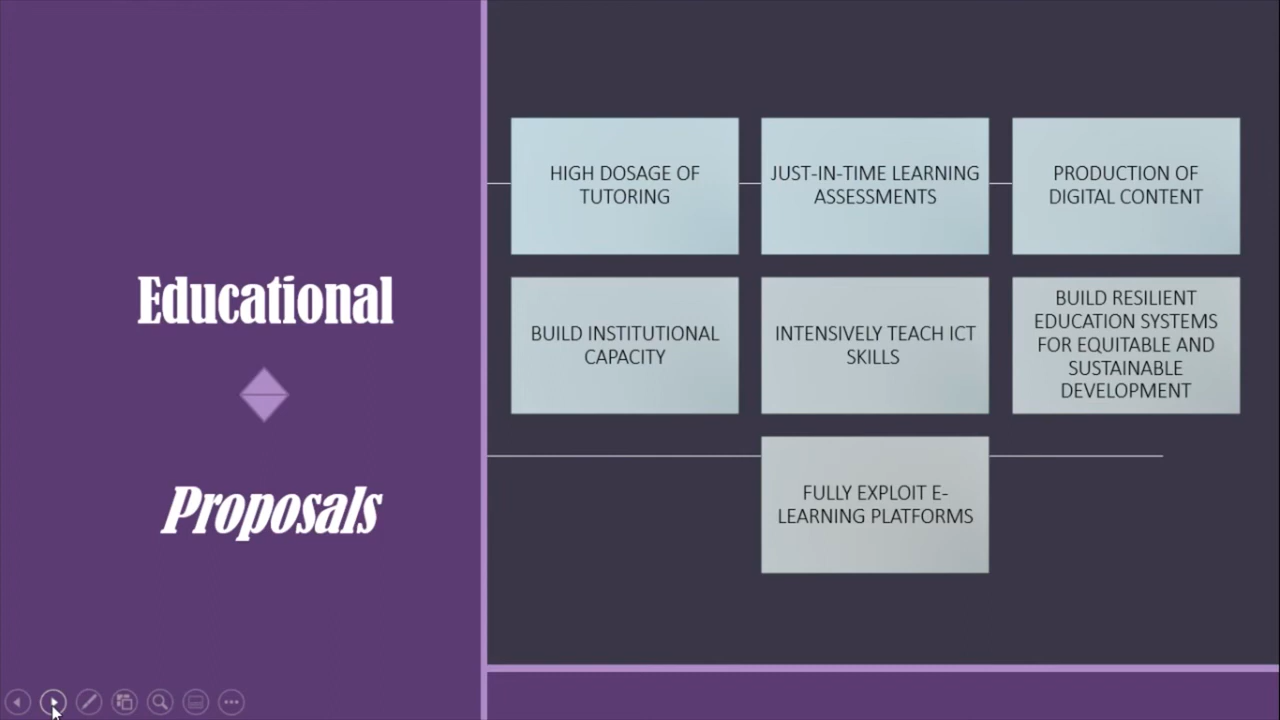 Educational
Proposals
HIGH DOSAGE OF
TUTORING
JUST-IN-TIME LEARNING
ASSESSMENTS
PRODUCTION OF
DIGITAL CONTENT
BUILD INSTITUTIONAL
CAPACITY
INTENSIVELY TEACH ICT
SKILLS
BUILD RESILIENT
EDUCATION SYSTEMS
FOR EQUITABLE AND
SUSTAINABLE
DEVELOPMENT
FULLY EXPLOIT E-
LEARNING PLATFORMS